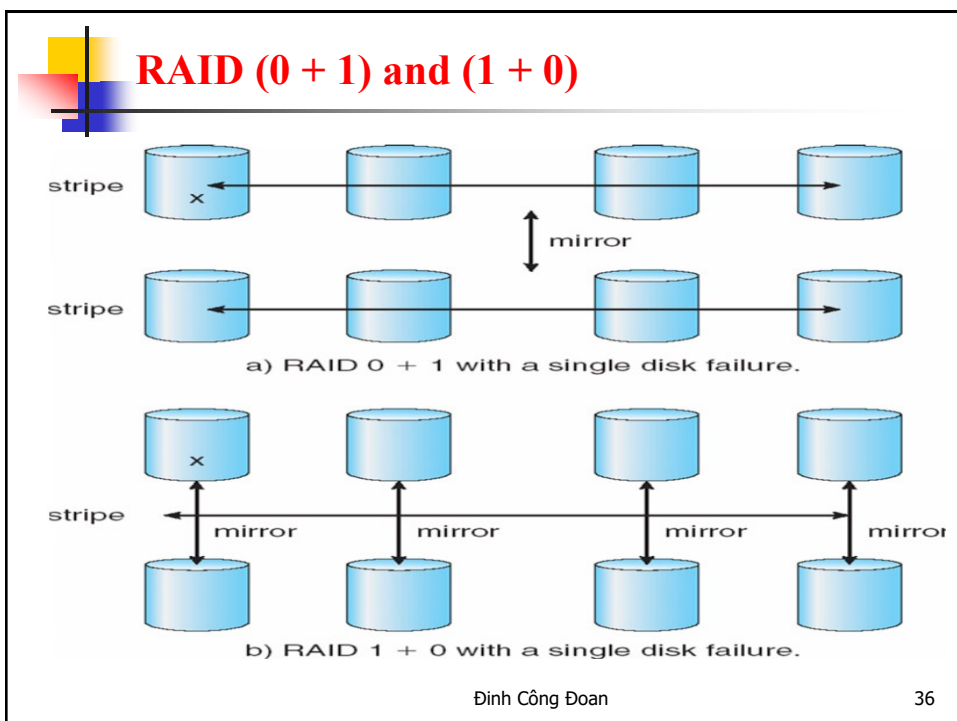 RAID (0 + 1) and (1 + 0)
stripe
x
mirror
stripe
a) RAID 0 + 1 with a single disk failure.
x
stripe
mirror mirror mirror mirror
b) RAID 1 + 0 with a single disk failure.
Đinh Công Đoan 36